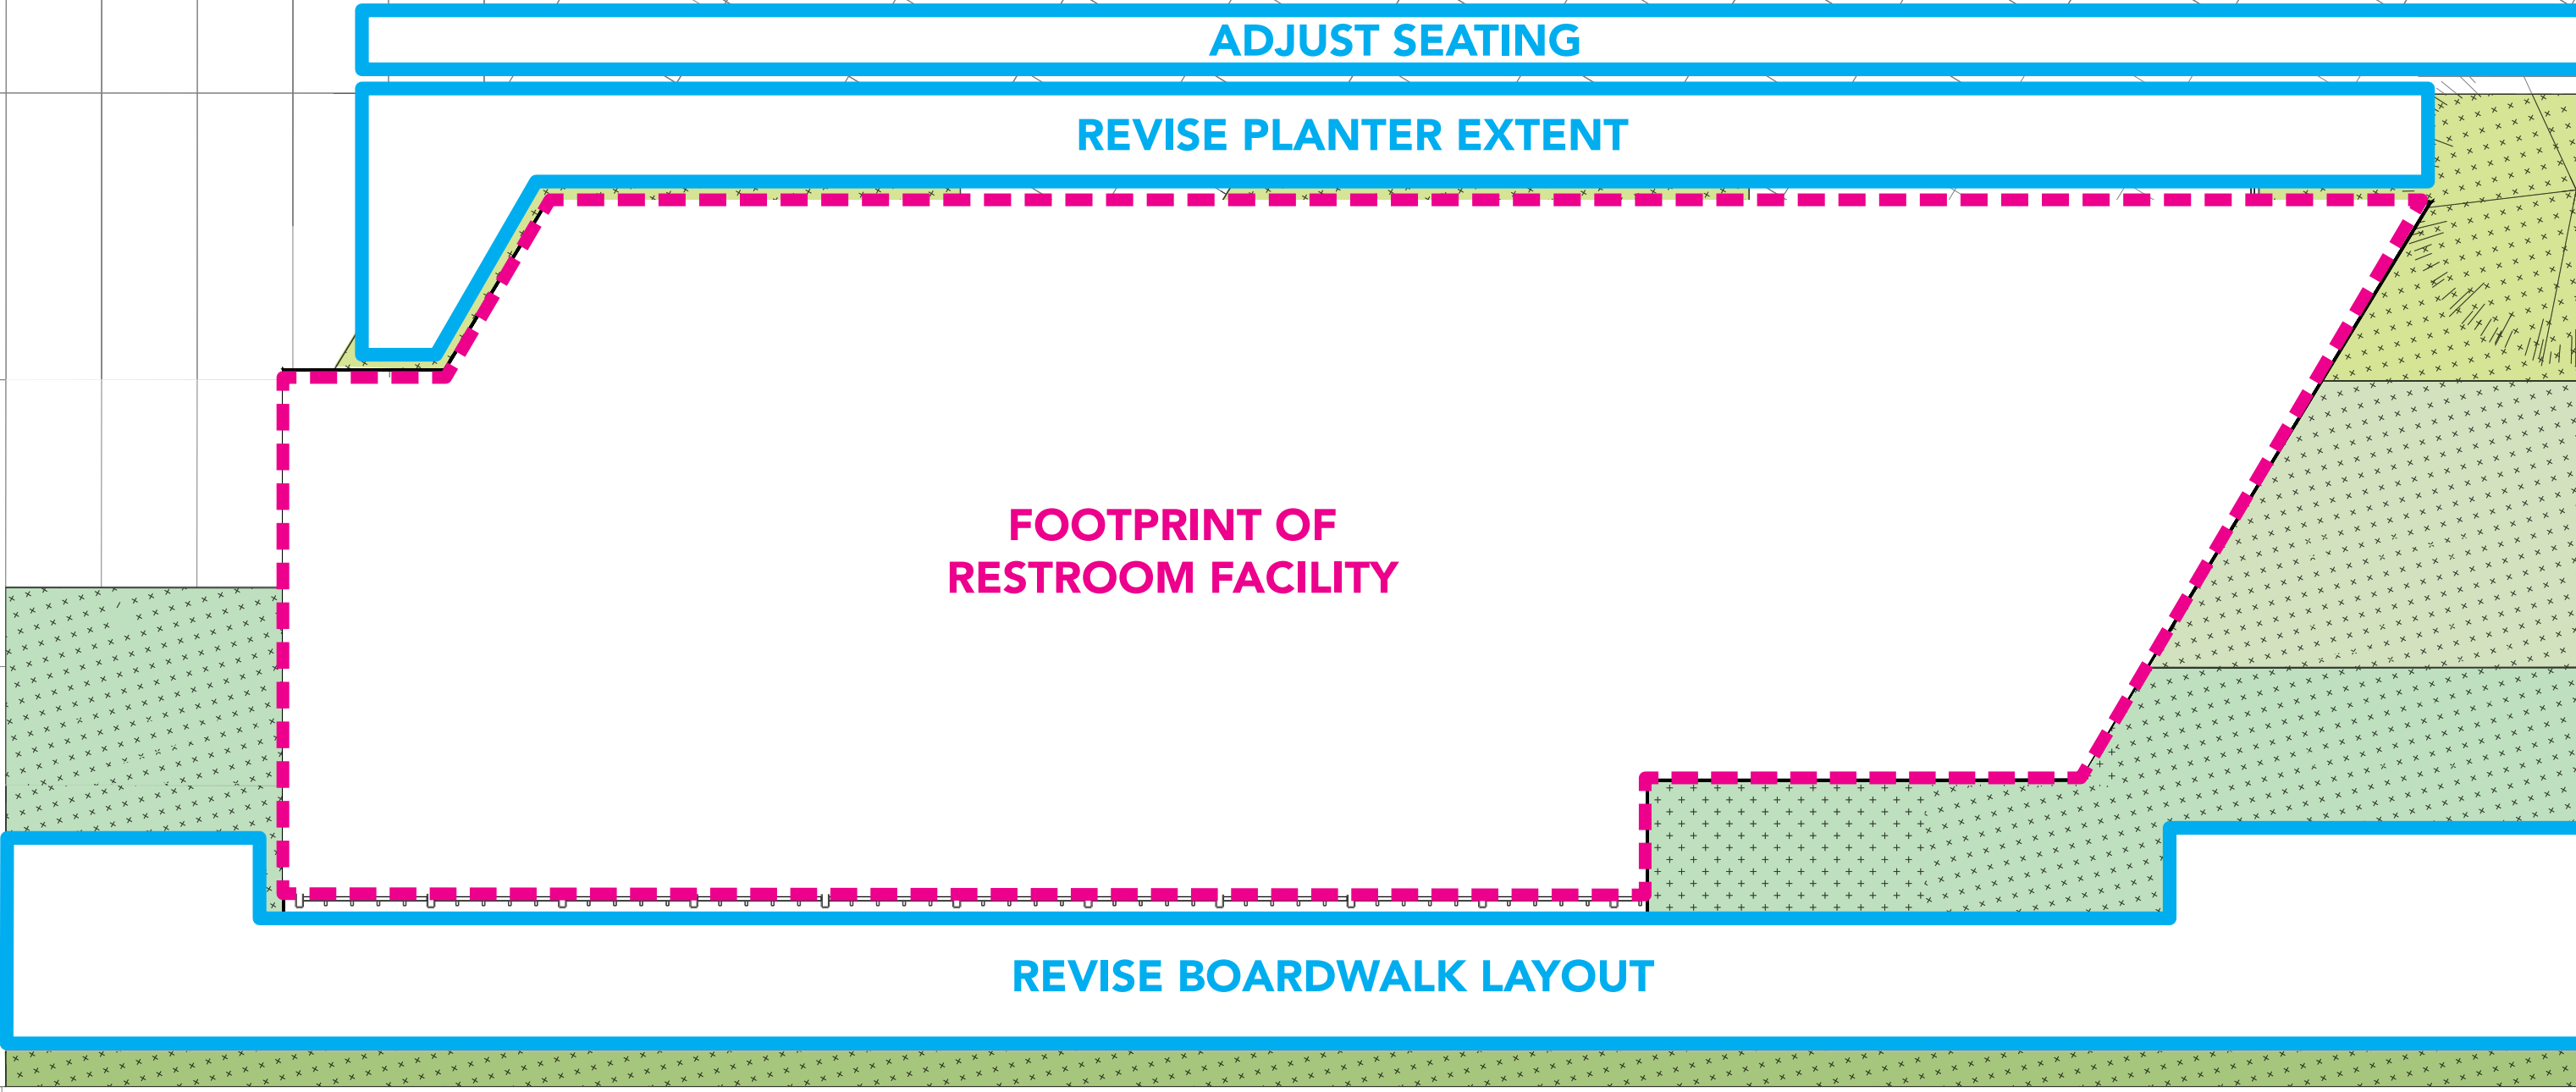 ADJUST SEATING
REVISE PLANTER EXTENT
FOOTPRINT OF
RESTROOM FACILITY
REVISE BOARDWALK LAYOUT